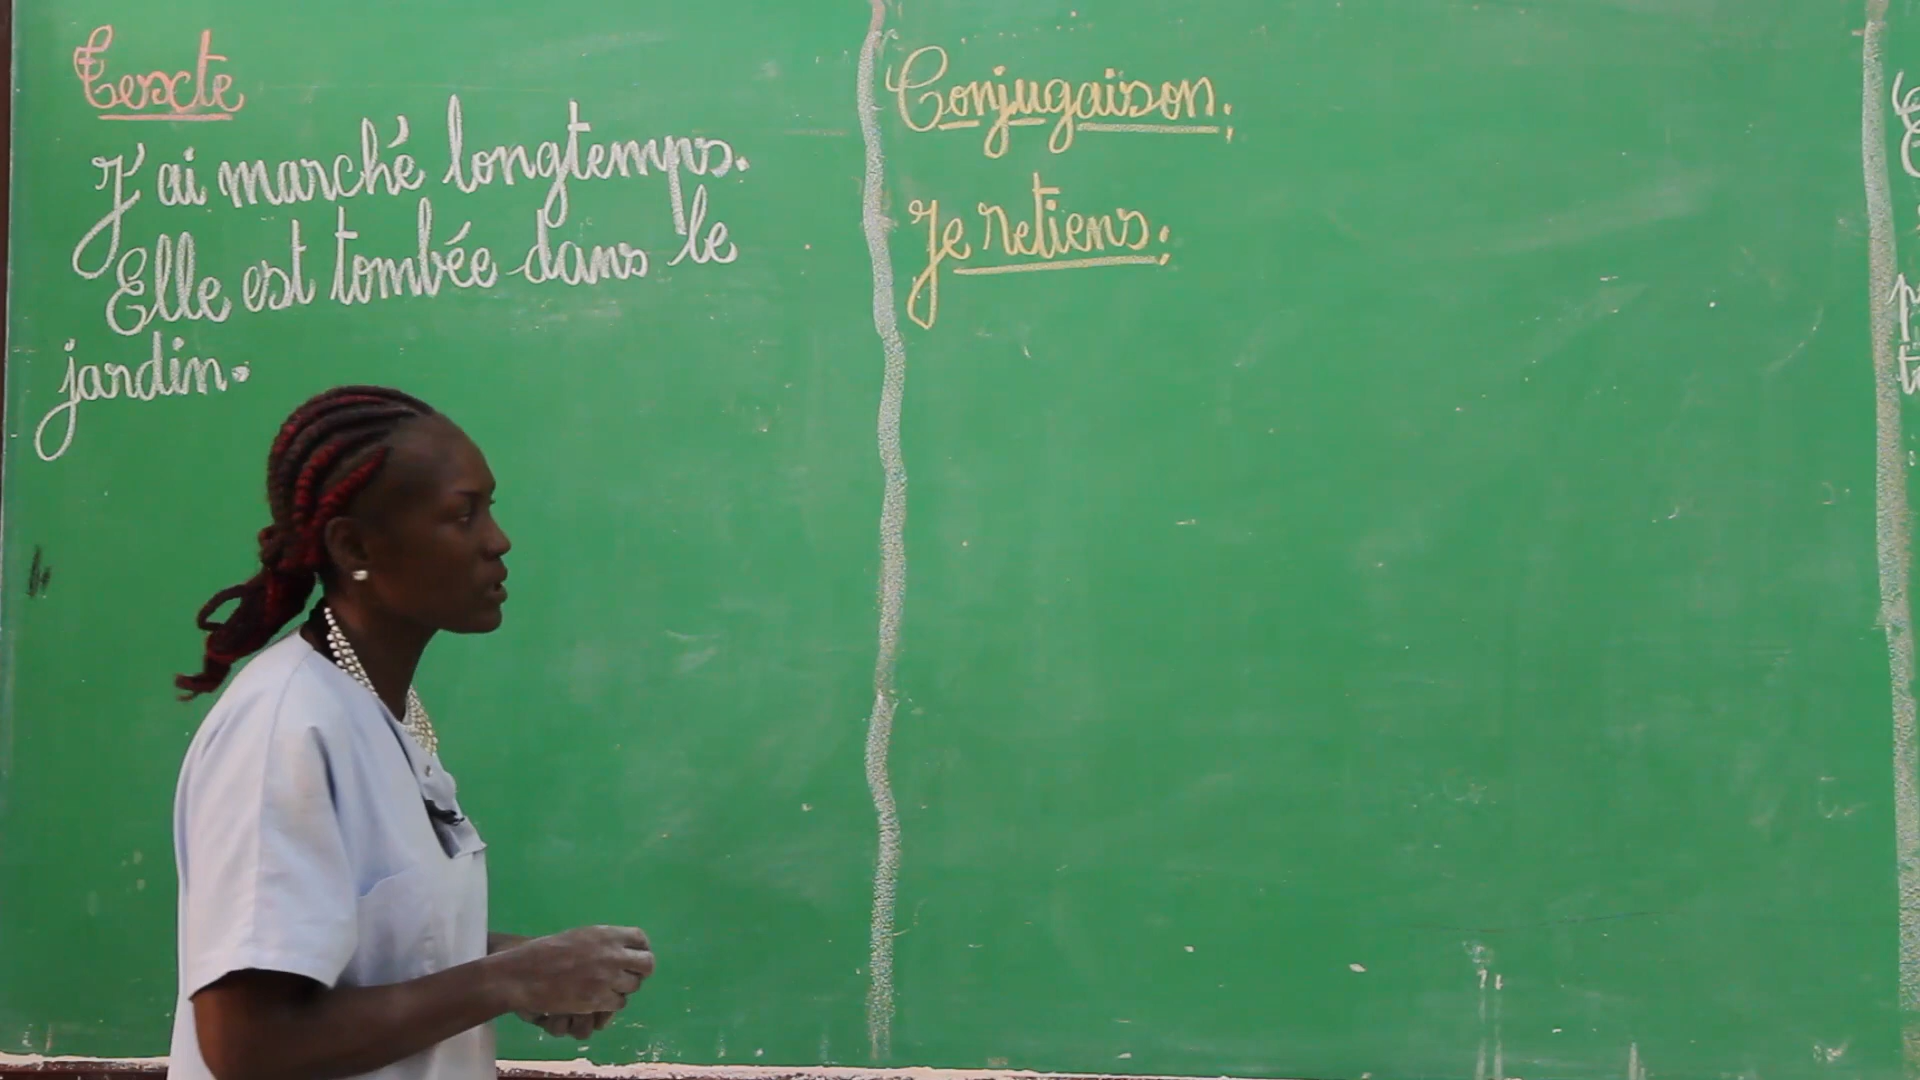 Texte
J'ai marché longtemps.
Elle est tombée dans le
jardin.
Conjugaison.
Je retiens.